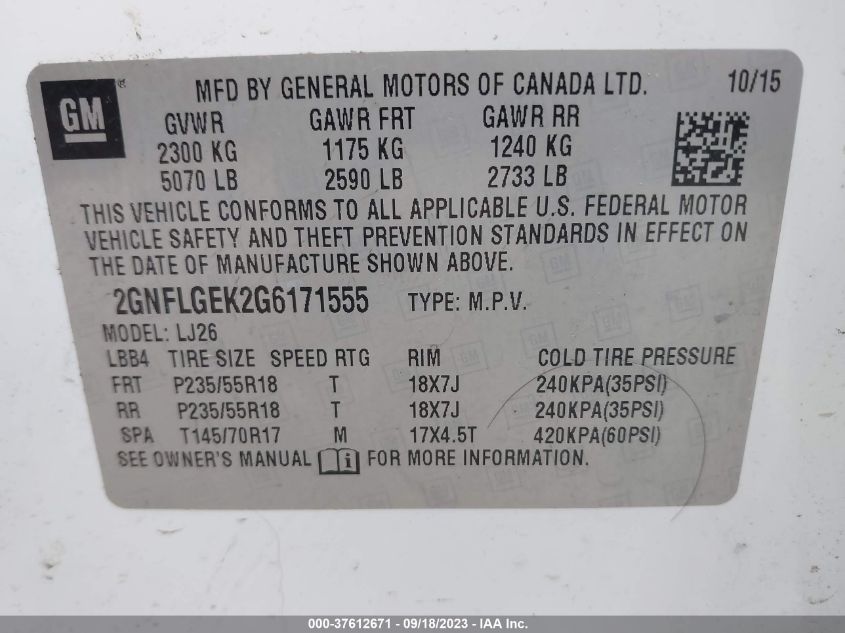 GM
MFD BY GENERAL MOTORS OF CANADA LTD. 10/15
GVWR GAWR FRT GAWR RR
2300 KG 1175 KG 1240 KG
5070 LB 2590 LB 2733 LB
THIS VEHICLE CONFORMS TO ALL APPLICABLE U.S. FEDERAL MOTOR
VEHICLE SAFETY AND THEFT PREVENTION STANDARDS IN EFFECT ON
THE DATE OF MANUFACTURE SHOWN ABOVE.
2GNFLGEK2G6171555 TYPE: M.P.V.
MODEL: LJ26
LBB4 TIRE SIZE SPEED RTG RIM COLD TIRE PRESSURE
FRT P235/55R18 T 18X7J 240KPA(35PSI)
RR P235/55R18 T 18X7J 240KPA(35PSI)
SPA T145/70R17 M 17X4.5T 420KPA(60PSI)
SEE OWNER'S MANUAL FOR MORE INFORMATION.
000-37612671 - 09/18/2023 - IAA Inc.